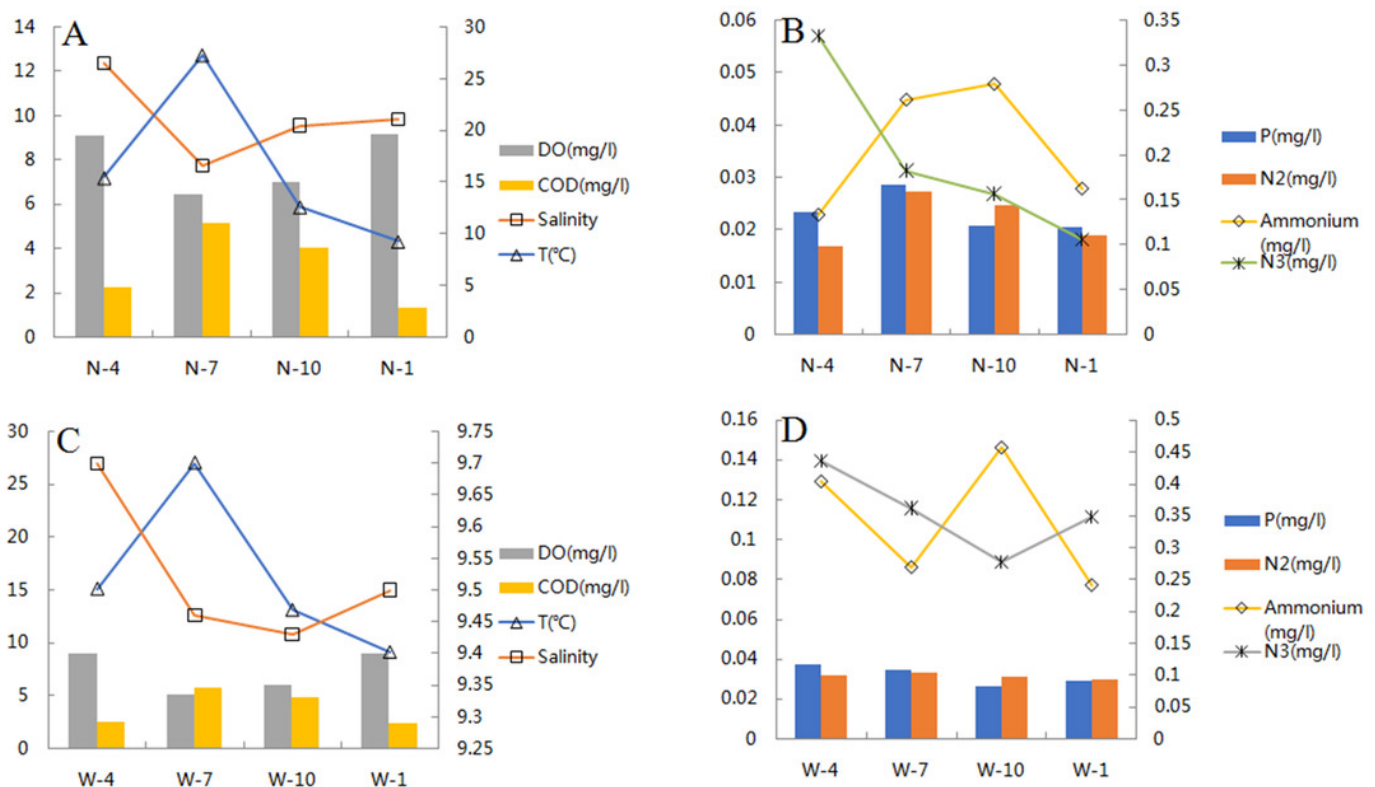 A
14
12
10
8
6
4
2
0
30
25
20
15
10
5
0
N-4 N-7 N-10 N-1
DO(mg/l)
COD(mg/l)
Salinity
T(℃)
B
0.06
0.05
0.04
0.03
0.02
0.01
0
0.35
0.3
0.25
0.2
0.15
0.1
0.05
0
N-4 N-7 N-10 N-1
P(mg/l)
N2(mg/l)
Ammonium
(mg/l)
N3(mg/l)
C
30
25
20
15
10
5
0
9.75
9.7
9.65
9.6
9.55
9.5
9.45
9.4
9.35
9.3
9.25
W-4 W-7 W-10 W-1
DO(mg/l)
COD(mg/l)
T(℃)
Salinity
D
0.16
0.14
0.12
0.1
0.08
0.06
0.04
0.02
0
0.5
0.45
0.4
0.35
0.3
0.25
0.2
0.15
0.1
0.05
0
W-4 W-7 W-10 W-1
P(mg/l)
N2(mg/l)
Ammonium
(mg/l)
N3(mg/l)